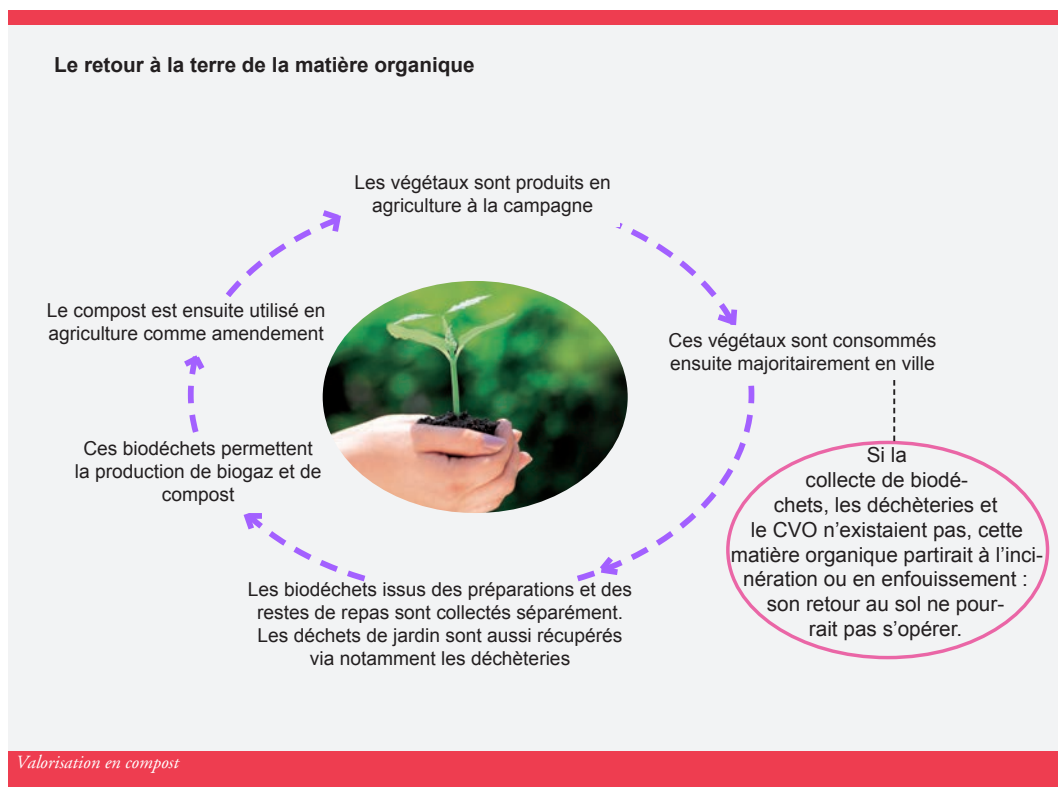 Le retour à la terre de la matière organique
Les végétaux sont produits en
agriculture à la campagne
Ces végétaux sont consommés
ensuite majoritairement en ville
Si la
collecte de biodé-
chets, les déchèteries et
le CVO n'existaient pas, cette
matière organique partirait à l'inci-
nération ou en enfouissement :
son retour au sol ne pour-
rait pas s'opérer.
Les biodéchets issus des préparations et des
restes de repas sont collectés séparément.
Les déchets de jardin sont aussi récupérés
via notamment les déchèteries
Ces biodéchets permettent
la production de biogaz et de
compost
Le compost est ensuite utilisé en
agriculture comme amendement
Valorisation en compost